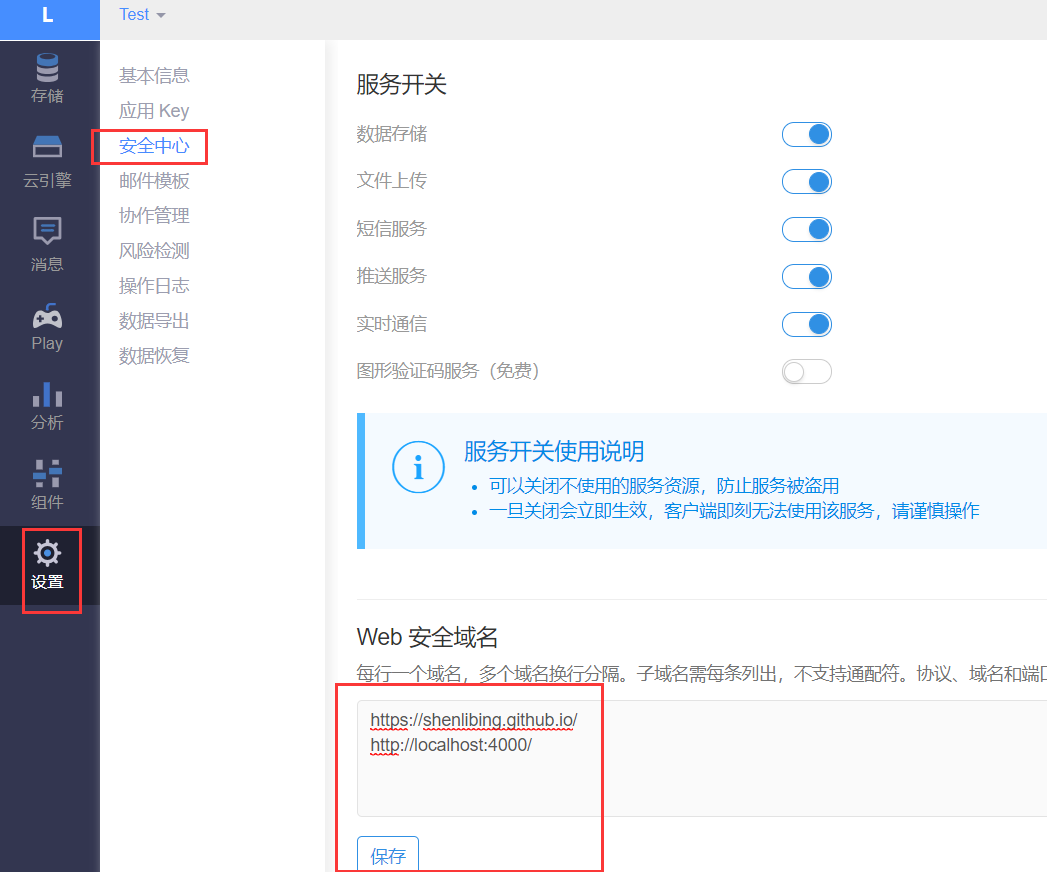 L
Test
存储
云引擎
消息
Play
分析
组件
设置
基本信息
应用 Key
安全中心
邮件模板
协作管理
风险检测
操作日志
数据导出
数据恢复
服务开关
数据存储
文件上传
短信服务
推送服务
实时通信
图形验证码服务（免费）
服务开关使用说明
可以关闭不使用的服务资源，防止服务被盗用
一旦关闭会立即生效，客户端即刻无法使用该服务，请谨慎操作
Web 安全域名
每行一个域名，多个域名换行分隔。子域名需每条列出，不支持通配符。协议、域名和端口
https://shenlibing.github.io/
http://localhost:4000/
保存